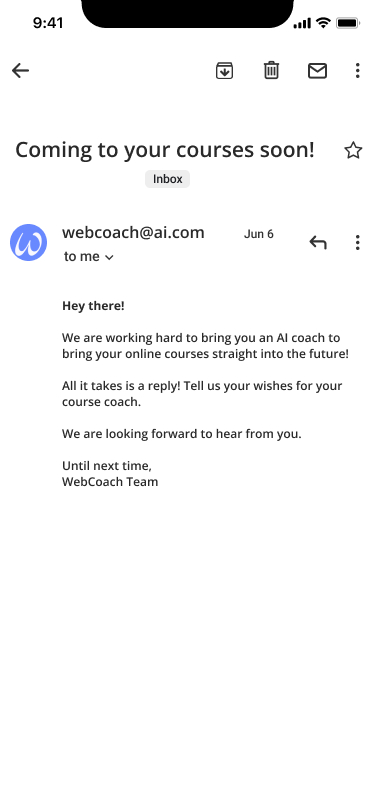 9:41
Coming to your courses soon!
Inbox
webcoach@ai.com
Jun 6
to me
Hey there!
We are working hard to bring you an AI coach to
bring your online courses straight into the future!
All it takes is a reply! Tell us your wishes for your
course coach.
We are looking forward to hear from you.
Until next time,
WebCoach Team